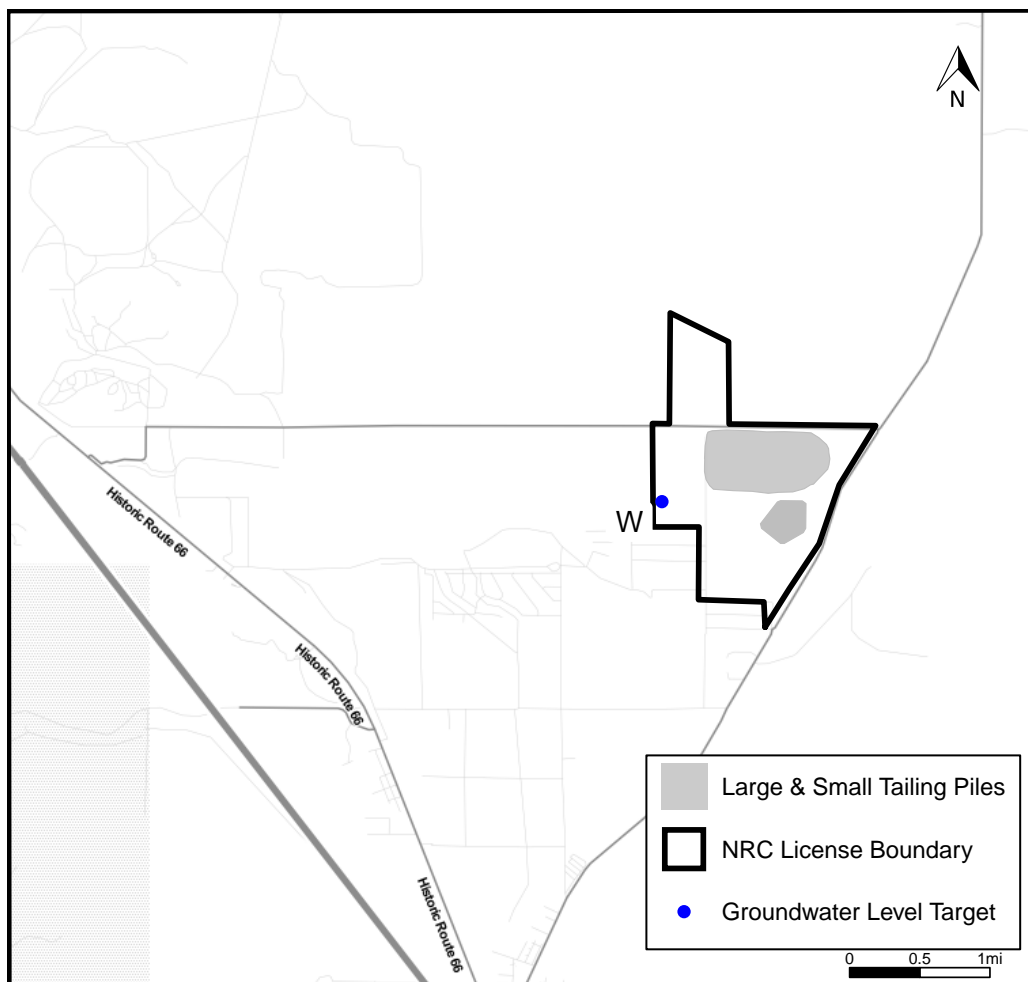 N
W
Historic Route 66
Historic Route 66
Historic Route 66
Large & Small Tailing Piles
NRC License Boundary
Groundwater Level Target
0 0.5 1mi